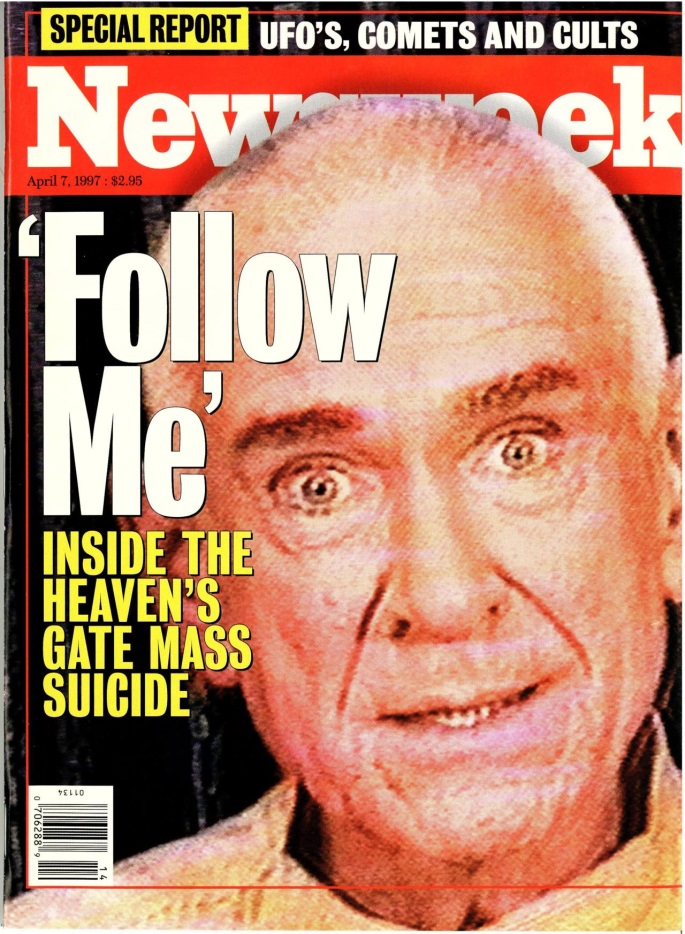 SPECIAL REPORT UFO'S, COMETS AND CULTS
Newsweek
April 7, 1997 : $2.95
'Follow
Me'
INSIDE THE
HEAVEN'S
GATE MASS
SUICIDE
01134
0 706288 9
14